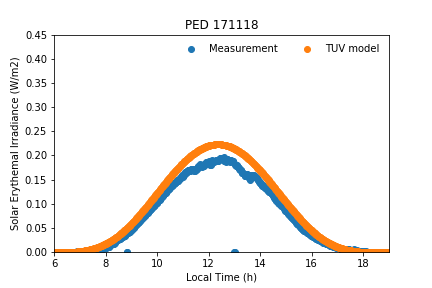 PED 171118
Measurement TUV model
0.45
0.40
0.35
0.30
0.25
0.20
0.15
0.10
0.05
0.00
Solar Erythemal Irradiance (W/m2)
6 8 10 12 14 16 18
Local Time (h)